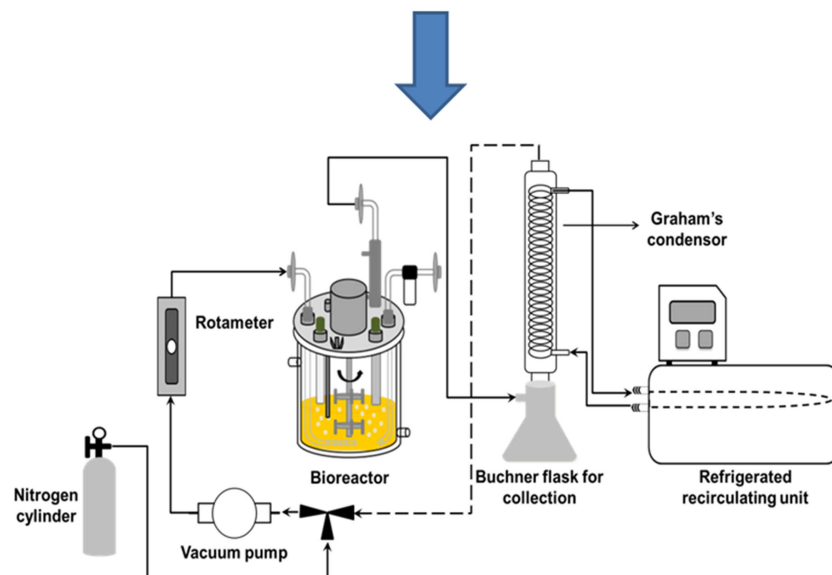 Graham's
condensor
Rotameter
Bioreactor
Buchner flask for
collection
Refrigerated
recirculating unit
Nitrogen
cylinder
Vacuum pump